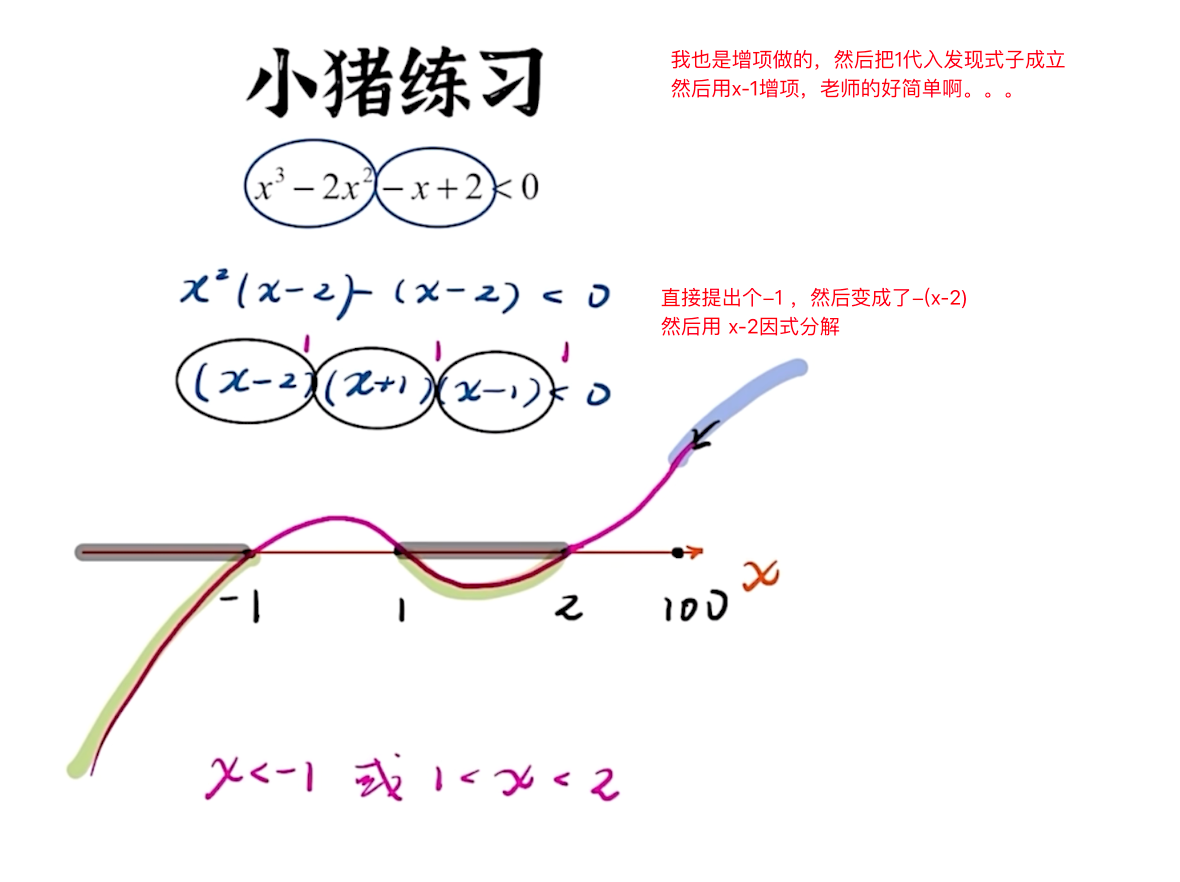 小猪练习
我也是增项做的，然后把1代入发现式子成立
然后用x-1增项，老师的好简单啊。。。
x³ − 2x² − x + 2 < 0
x²(x−2) − (x−2) < 0
直接提出个−1 ，然后变成了−(x-2)
然后用 x-2因式分解
1 1 1
(x−2)(x+1)(x−1) < 0
-1 1 2 100 x
x<-1 或 1<x<2